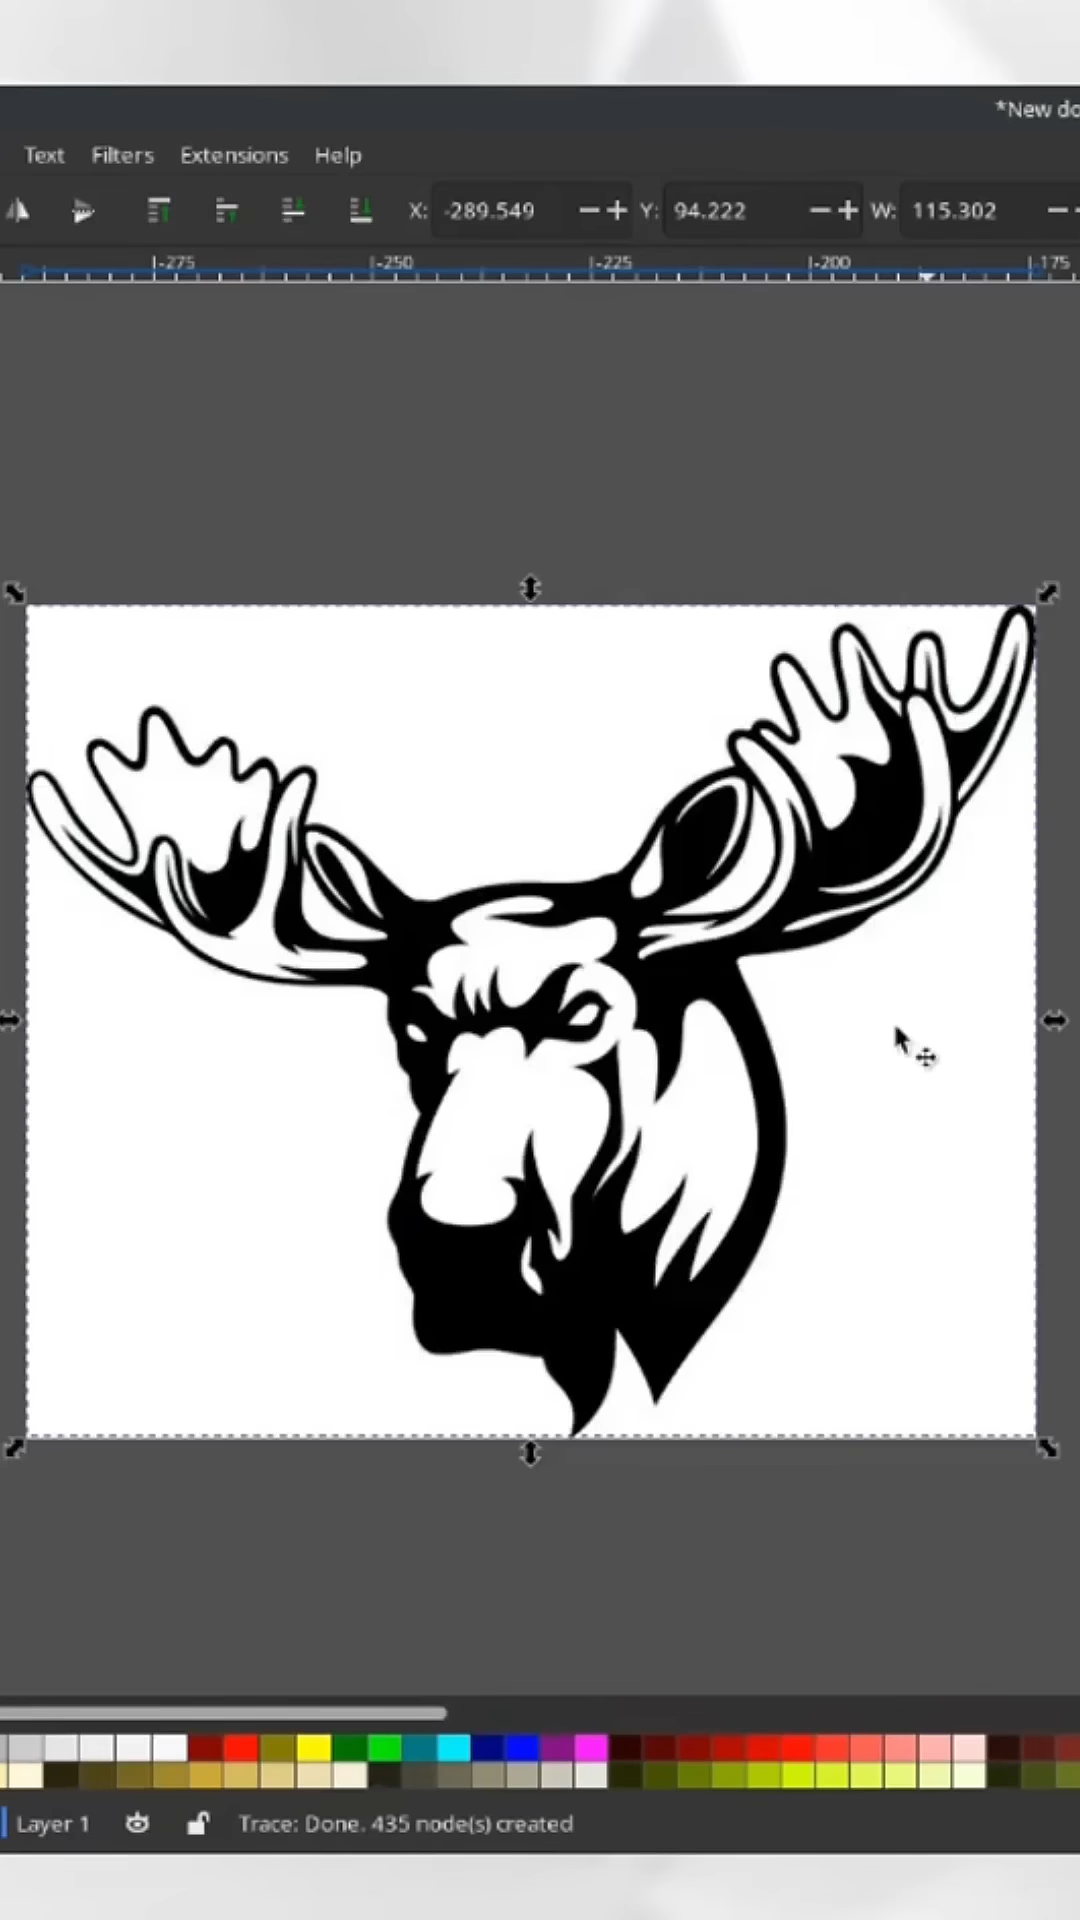 *New do
Text Filters Extensions Help
X: -289.549 Y: 94.222 W: 115.302
-275 -250 -225 -200 -175
Layer 1 Trace: Done. 435 node(s) created